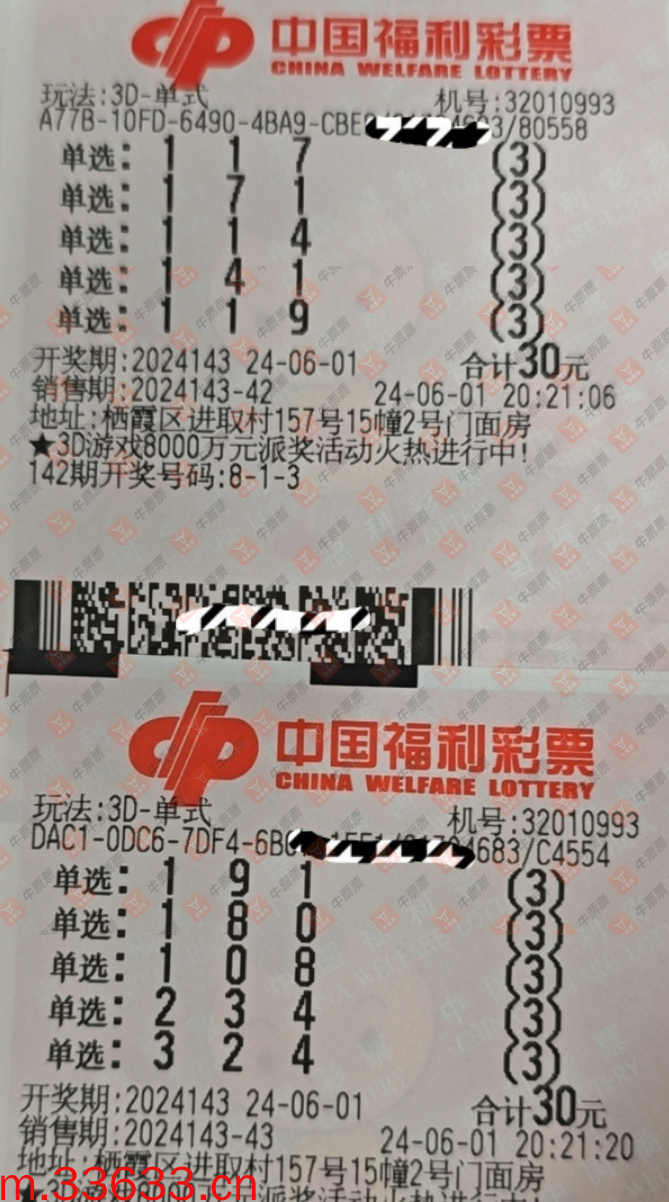 中国福利彩票
CHINA WELFARE LOTTERY
玩法:3D-单式 机号:32010993
A77B-10FD-6490-4BA9-CBE 3/80558
单选: 1 1 7 (3)
单选: 1 7 1 (3)
单选: 1 1 4 (3)
单选: 1 4 1 (3)
单选: 1 1 9 (3)
开奖期:2024143 24-06-01 合计30元
销售期:2024143-42 24-06-01 20:21:06
地址:栖霞区进取村157号15幢2号门面房
★3D游戏8000万元派奖活动火热进行中!
142期开奖号码:8-1-3
中国福利彩票
CHINA WELFARE LOTTERY
玩法:3D-单式 机号:32010993
DAC1-0DC6-7DF4-6B 4683/C4554
单选: 1 9 1 (3)
单选: 1 8 0 (3)
单选: 1 0 8 (3)
单选: 2 3 4 (3)
单选: 3 2 4 (3)
开奖期:2024143 24-06-01 合计30元
销售期:2024143-43 24-06-01 20:21:20
地址:栖霞区进取村157号15幢2号门面房
m.33633.cn